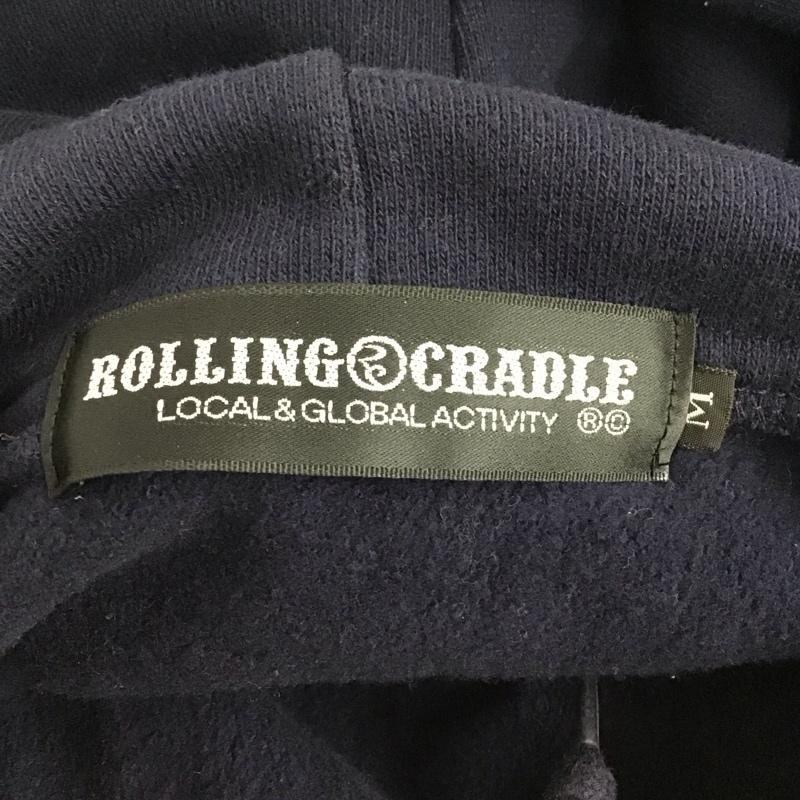 ROLLING CRADLE
LOCAL & GLOBAL ACTIVITY ®©
M